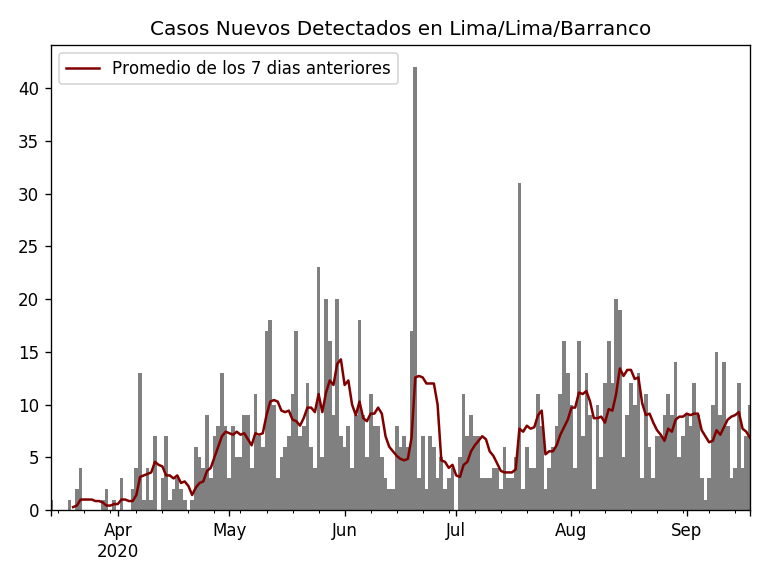 Casos Nuevos Detectados en Lima/Lima/Barranco
Promedio de los 7 dias anteriores
40
35
30
25
20
15
10
5
0
Apr
2020
May
Jun
Jul
Aug
Sep